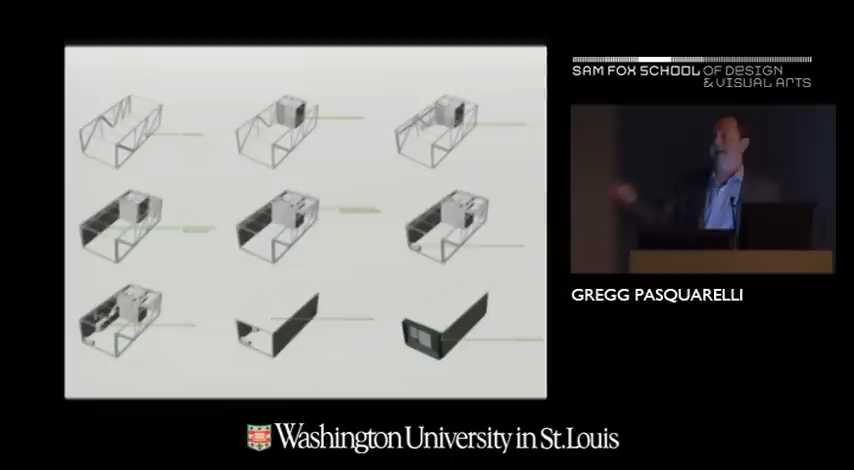 SAM FOX SCHOOL OF DESIGN
& VISUAL ARTS
GREGG PASQUARELLI
Washington University in St. Louis